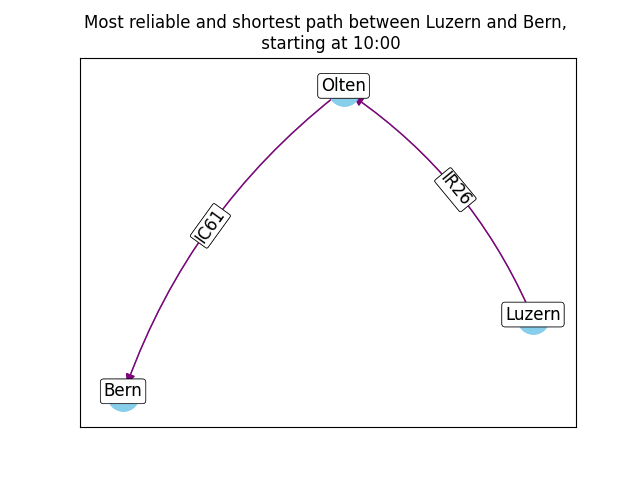 Most reliable and shortest path between Luzern and Bern,
starting at 10:00
Olten
IR26
IC61
Luzern
Bern